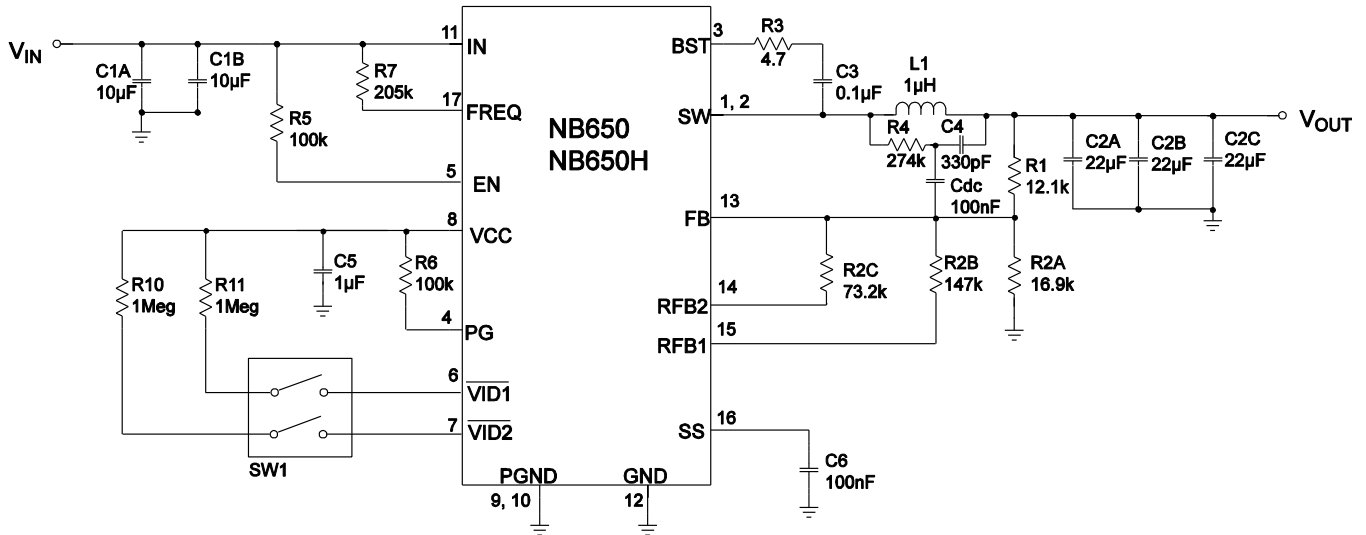 VIN
C1A
10µF
C1B
10µF
R5
100k
R7
205k
11
IN
17
FREQ
5
EN
8
VCC
4
PG
6
VID1
7
VID2
NB650
NB650H
3
BST
1, 2
SW
13
FB
14
RFB2
15
RFB1
16
SS
PGND
9, 10
GND
12
R3
4.7
C3
0.1µF
L1
1µH
R4
274k
C4
330pF
Cdc
100nF
R1
12.1k
C2A
22µF
C2B
22µF
C2C
22µF
VOUT
R2C
73.2k
R2B
147k
R2A
16.9k
C6
100nF
R10
1Meg
R11
1Meg
C5
1µF
R6
100k
SW1